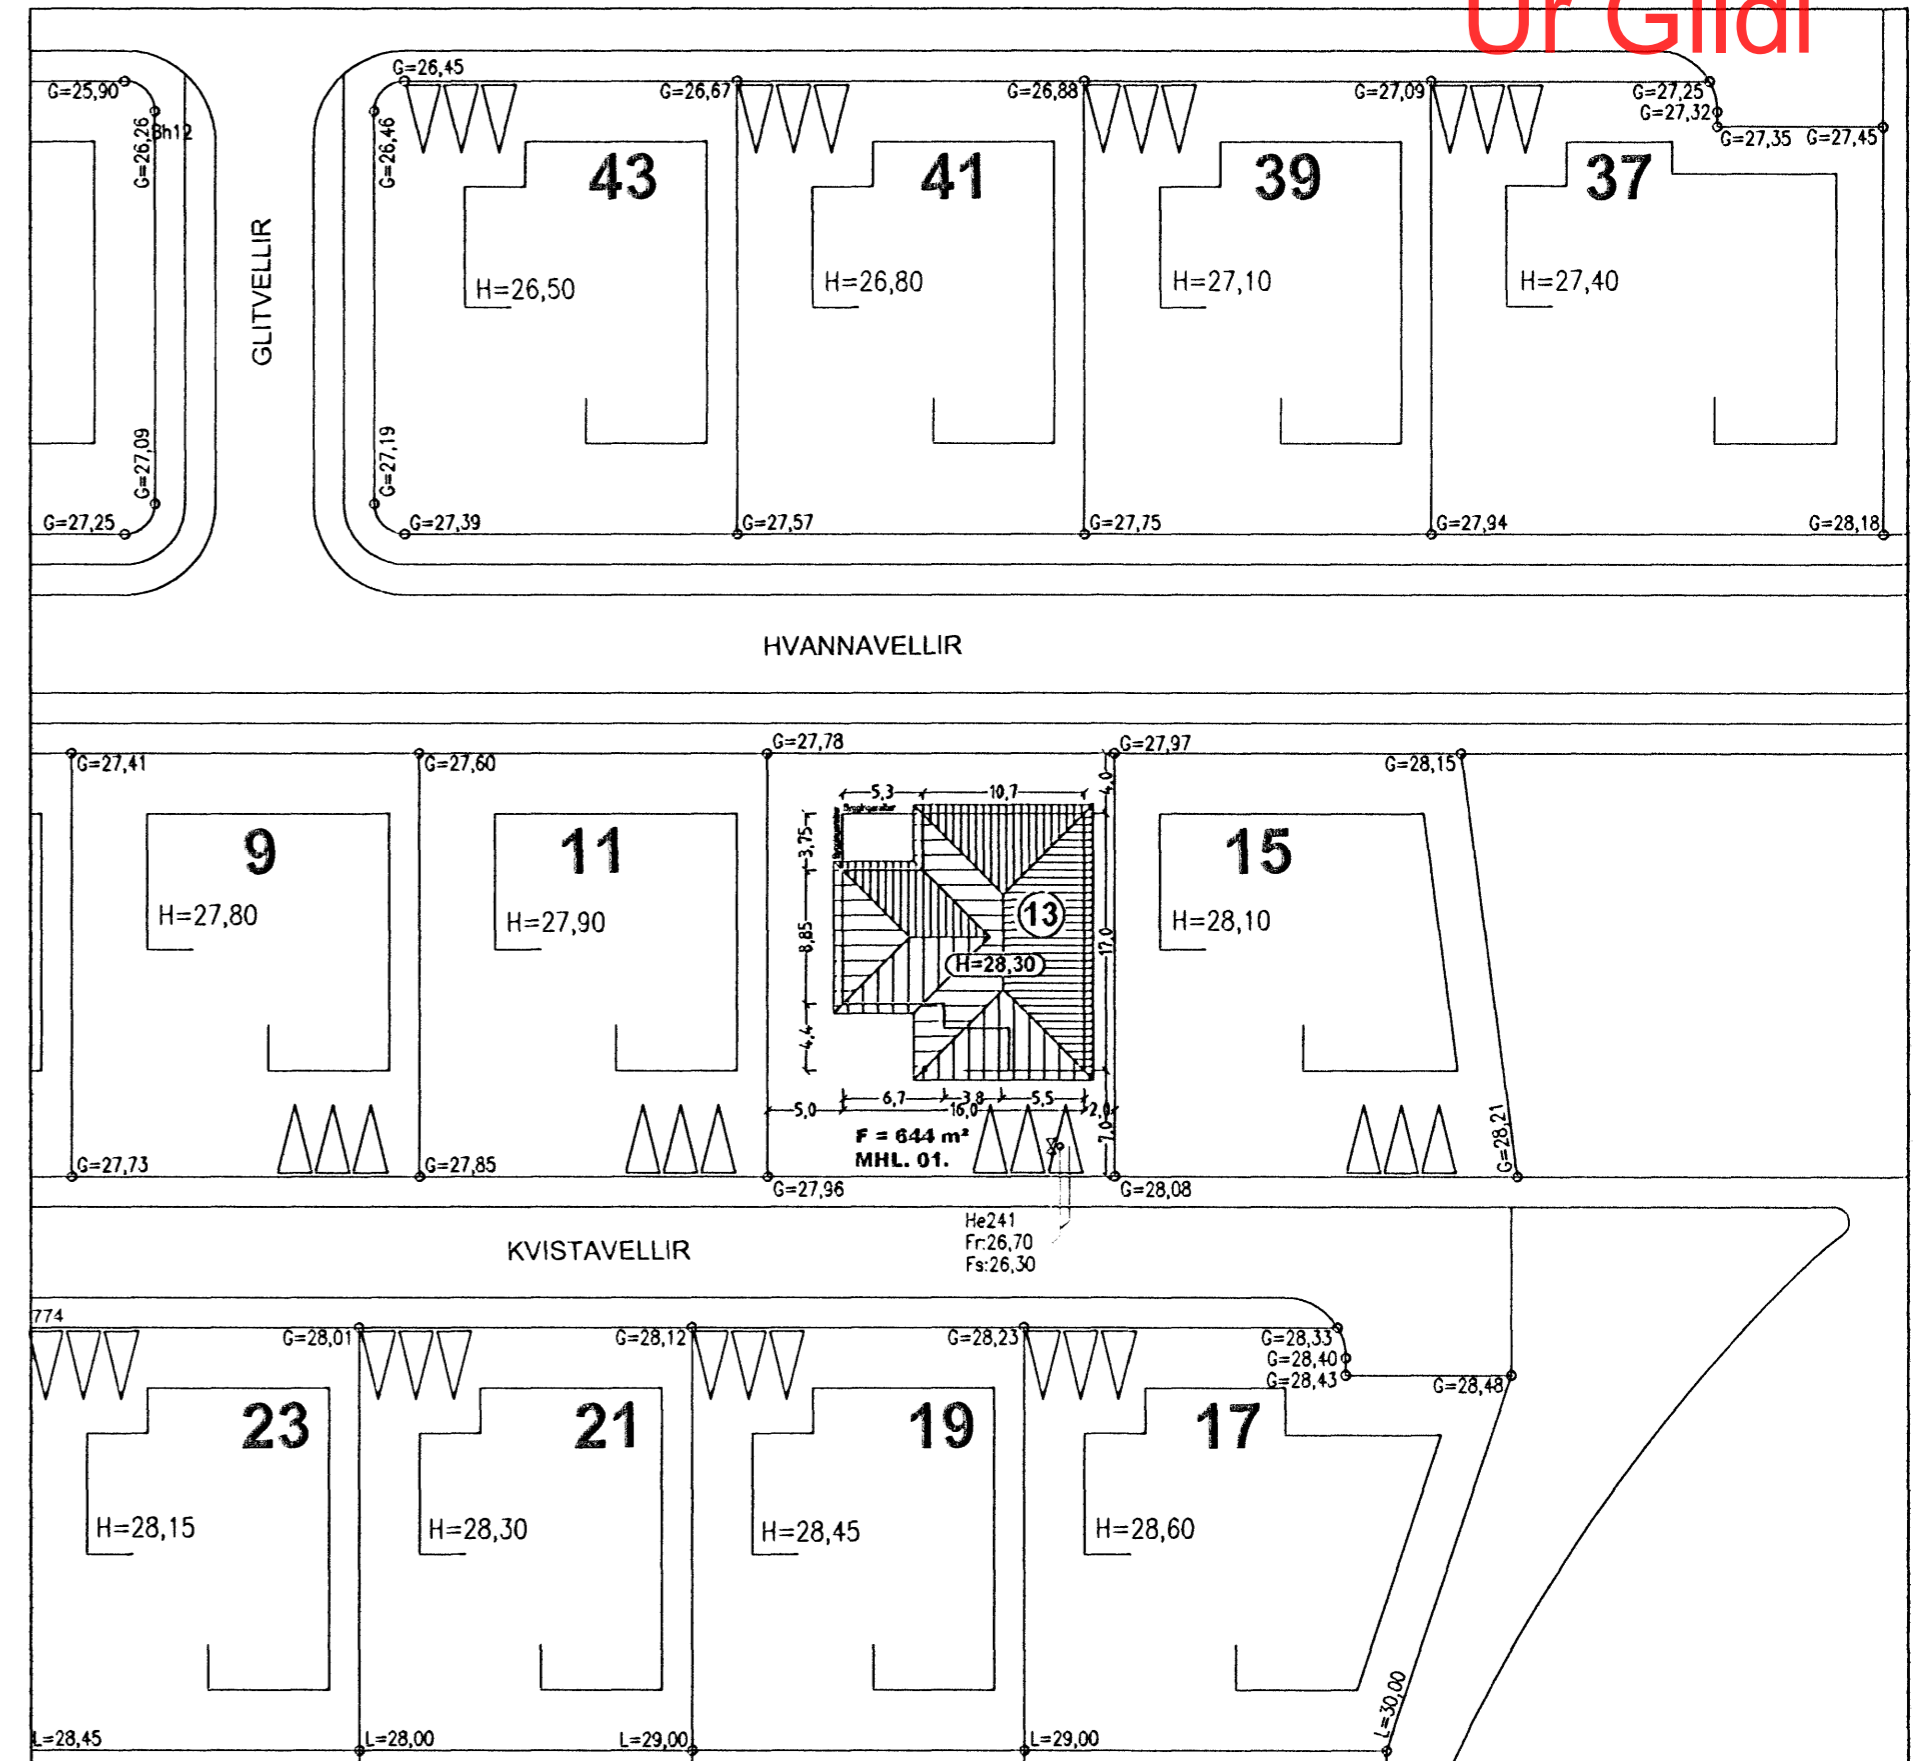 Úr Gildi
G=25,90
G=26,45
G=26,67
G=26,88
G=27,09
G=27,25
G=27,32
G=27,35
G=27,45
G=26,26
Bh12
G=26,46
43
41
39
37
H=26,50
H=26,80
H=27,10
H=27,40
GLITVELLIR
G=27,09
G=27,19
G=27,25
G=27,39
G=27,57
G=27,75
G=27,94
G=28,18
HVANNAVELLIR
G=27,41
G=27,60
G=27,78
G=27,97
G=28,15
5,3
10,7
4,0
3,75
8,85
4,4
17,0
9
11
13
15
H=27,80
H=27,90
H=28,30
H=28,10
6,7
3,8
5,5
5,0
16,0
2,0
7,0
F = 644 m²
MHL. 01.
G=28,21
G=27,73
G=27,85
G=27,96
G=28,08
He241
Fr:26,70
Fs:26,30
KVISTAVELLIR
774
G=28,01
G=28,12
G=28,23
G=28,33
G=28,40
G=28,43
G=28,48
23
21
19
17
H=28,15
H=28,30
H=28,45
H=28,60
L=28,45
L=28,00
L=29,00
L=29,00
L=30,00